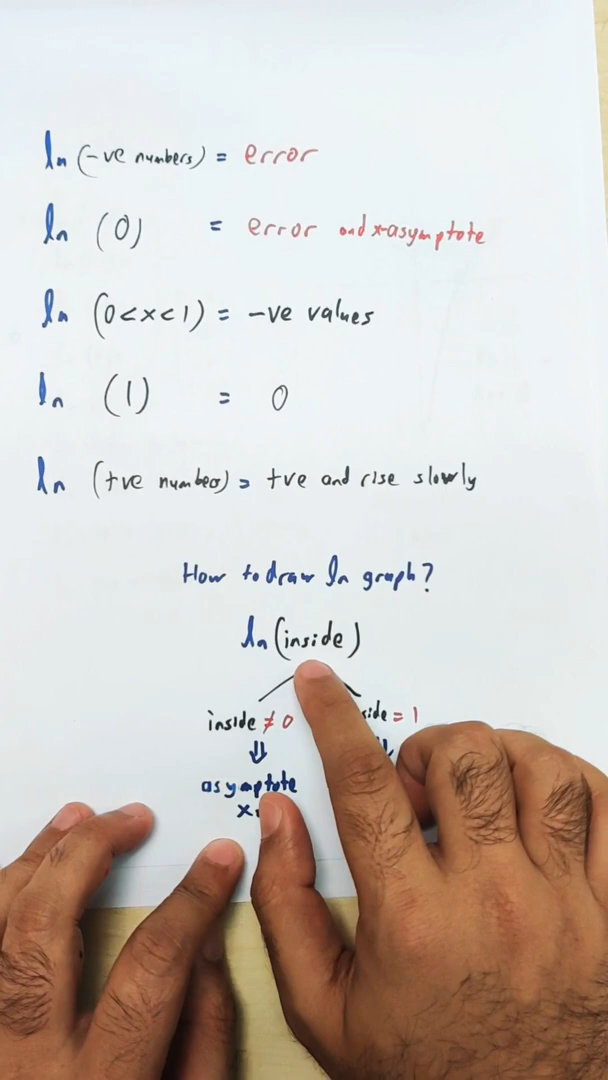 ln (-ve numbers) = error
ln (0) = error and x-asymptote
ln (0<x<1) = -ve values
ln (1) = 0
ln (+ve numbers) = +ve and rise slowly
How to draw ln graph?
ln (inside)
inside ≠ 0 = 1
⇓ ⇓
asymptote
x